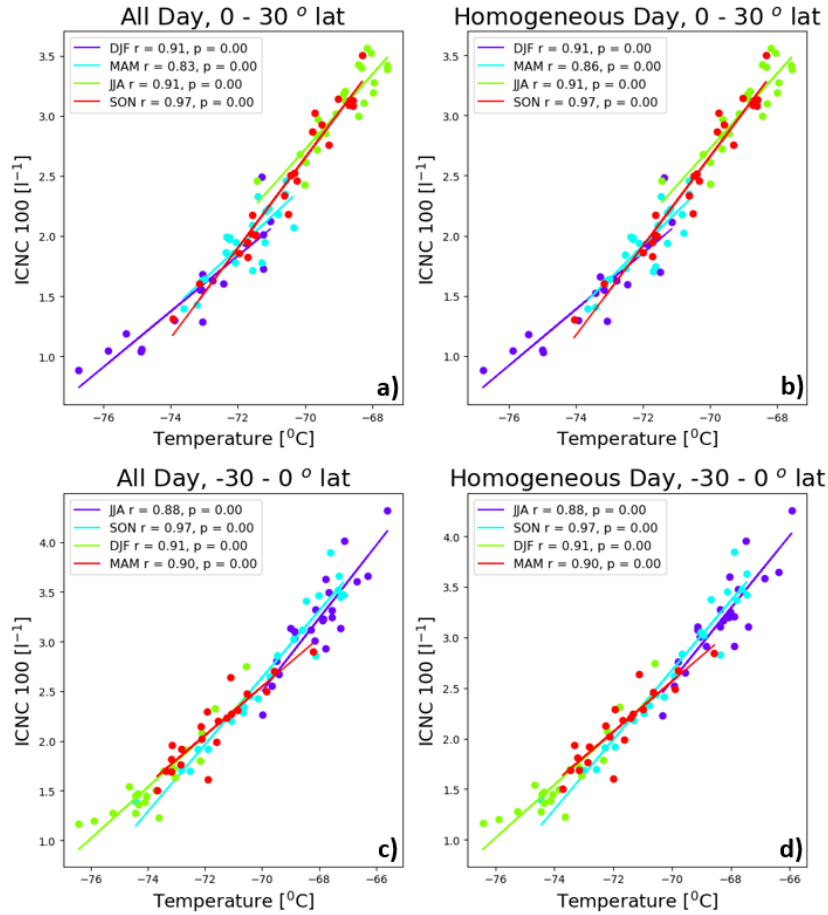 All Day, 0 - 30 ° lat
DJF r = 0.91, p = 0.00
MAM r = 0.83, p = 0.00
JJA r = 0.91, p = 0.00
SON r = 0.97, p = 0.00
ICNC 100 [l⁻¹]
3.5
3.0
2.5
2.0
1.5
1.0
−76 −74 −72 −70 −68
Temperature [⁰C]
a)
Homogeneous Day, 0 - 30 ° lat
DJF r = 0.91, p = 0.00
MAM r = 0.86, p = 0.00
JJA r = 0.91, p = 0.00
SON r = 0.97, p = 0.00
3.5
3.0
2.5
2.0
1.5
1.0
−76 −74 −72 −70 −68
Temperature [⁰C]
b)
All Day, -30 - 0 ° lat
JJA r = 0.88, p = 0.00
SON r = 0.97, p = 0.00
DJF r = 0.91, p = 0.00
MAM r = 0.90, p = 0.00
ICNC 100 [l⁻¹]
4.0
3.5
3.0
2.5
2.0
1.5
1.0
−76 −74 −72 −70 −68 −66
Temperature [⁰C]
c)
Homogeneous Day, -30 - 0 ° lat
JJA r = 0.88, p = 0.00
SON r = 0.97, p = 0.00
DJF r = 0.91, p = 0.00
MAM r = 0.90, p = 0.00
4.0
3.5
3.0
2.5
2.0
1.5
1.0
−76 −74 −72 −70 −68 −66
Temperature [⁰C]
d)